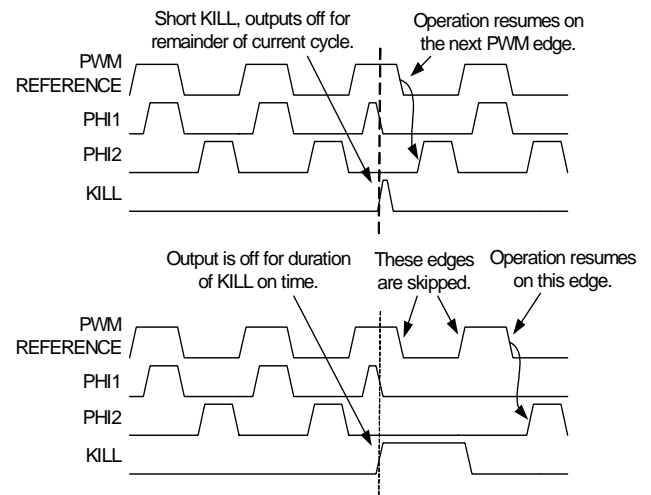 Short KILL, outputs off for
remainder of current cycle.
Operation resumes on
the next PWM edge.
PWM
REFERENCE
PHI1
PHI2
KILL
Output is off for duration
of KILL on time.
These edges
are skipped.
Operation resumes
on this edge.
PWM
REFERENCE
PHI1
PHI2
KILL